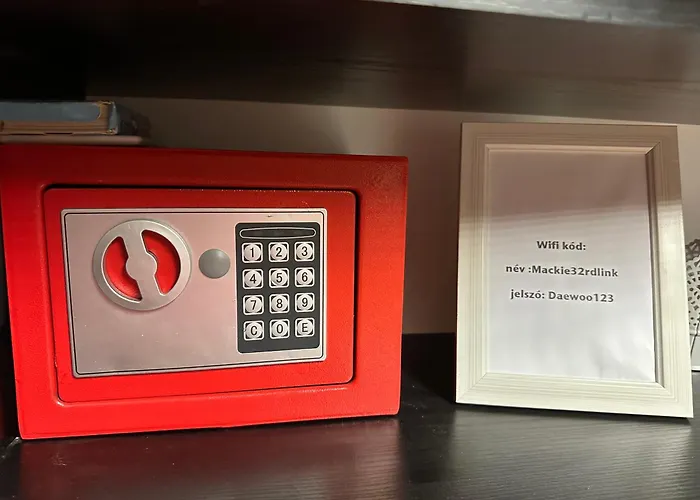 1 2 3
4 5 6
7 8 9
C 0 E
Wifi kód:
név :Mackie32rdlink
jelszó: Daewoo123